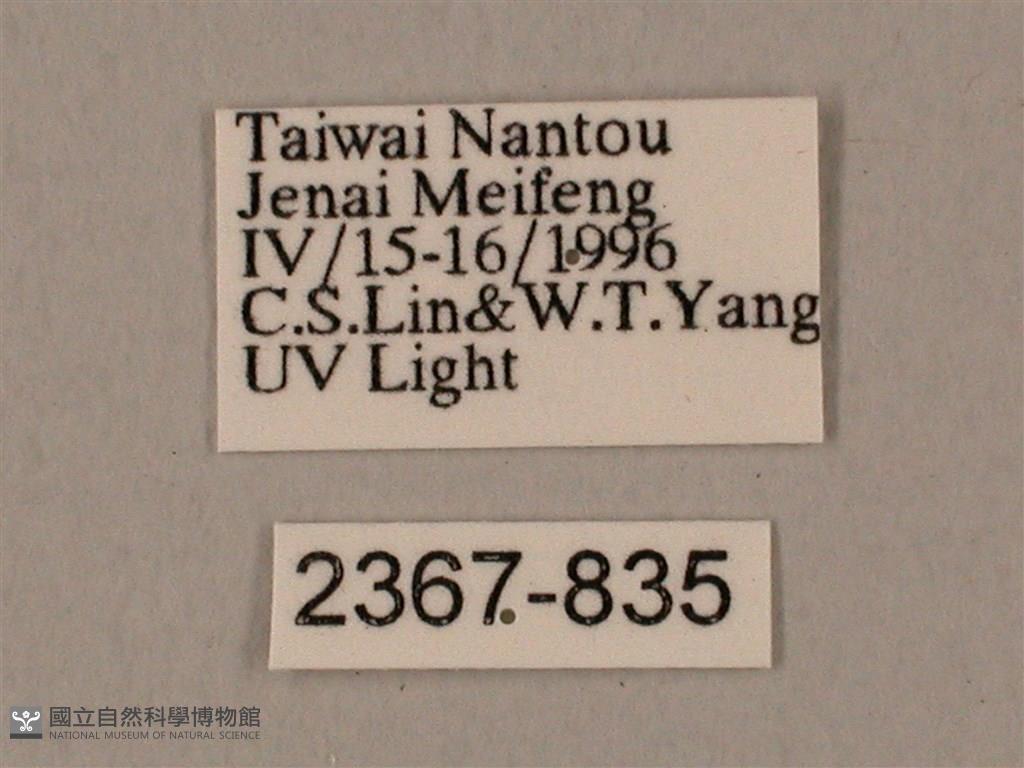 Taiwai Nantou
Jenai Meifeng
IV/15-16/1996
C.S.Lin&W.T.Yang
UV Light
2367-835
國立自然科學博物館
NATIONAL MUSEUM OF NATURAL SCIENCE